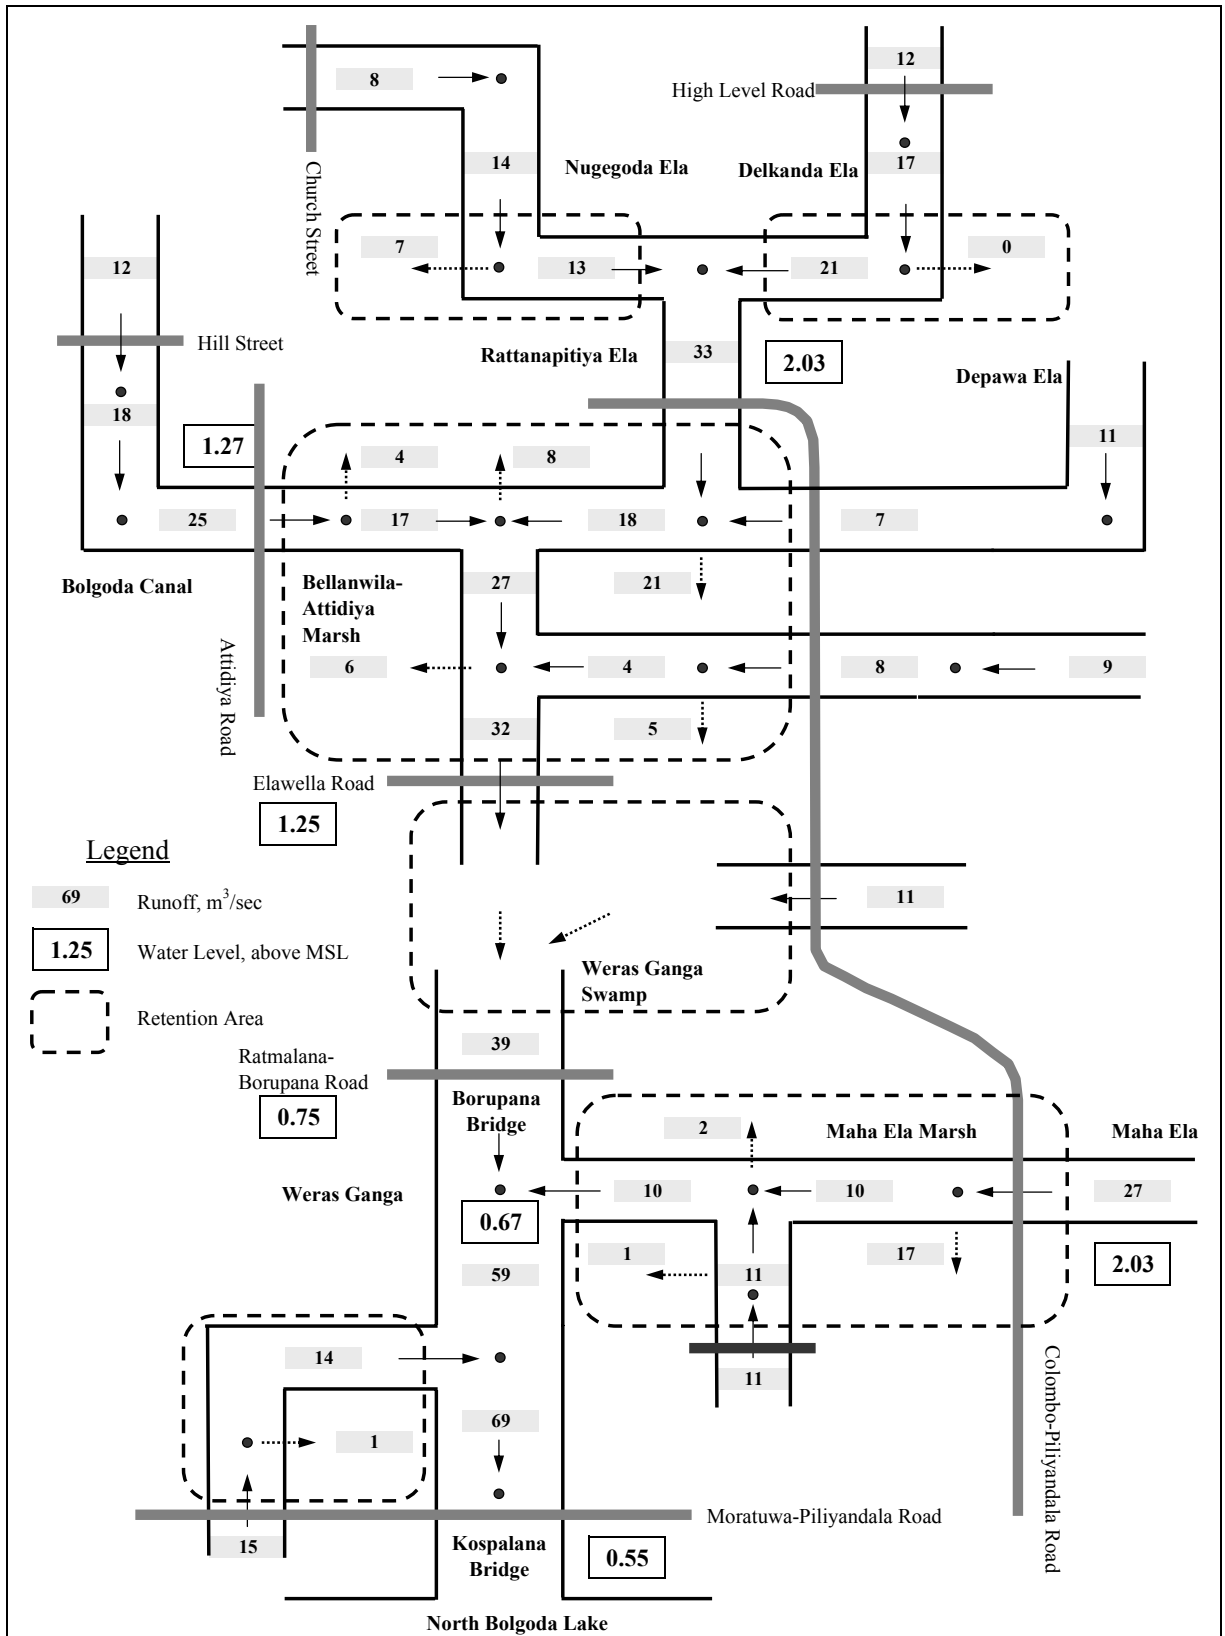 12
8
High Level Road
Church Street
14
Nugegoda Ela
Delkanda Ela
17
7
0
12
13
21
Hill Street
Rattanapitiya Ela
33
2.03
Depawa Ela
18
1.27
4
8
11
25
17
18
7
Bolgoda Canal
Bellanwila-
Attidiya
Marsh
27
21
Attidiya Road
6
4
8
9
32
5
Elawella Road
1.25
Legend
69
Runoff, m3/sec
11
1.25
Water Level, above MSL
Weras Ganga
Swamp
Retention Area
39
Ratmalana-
Borupana Road
0.75
Borupana
Bridge
2
Maha Ela Marsh
Maha Ela
Weras Ganga
10
10
27
0.67
1
17
2.03
59
11
14
11
Colombo-Piliyandala Road
69
1
Moratuwa-Piliyandala Road
15
Kospalana
Bridge
0.55
North Bolgoda Lake